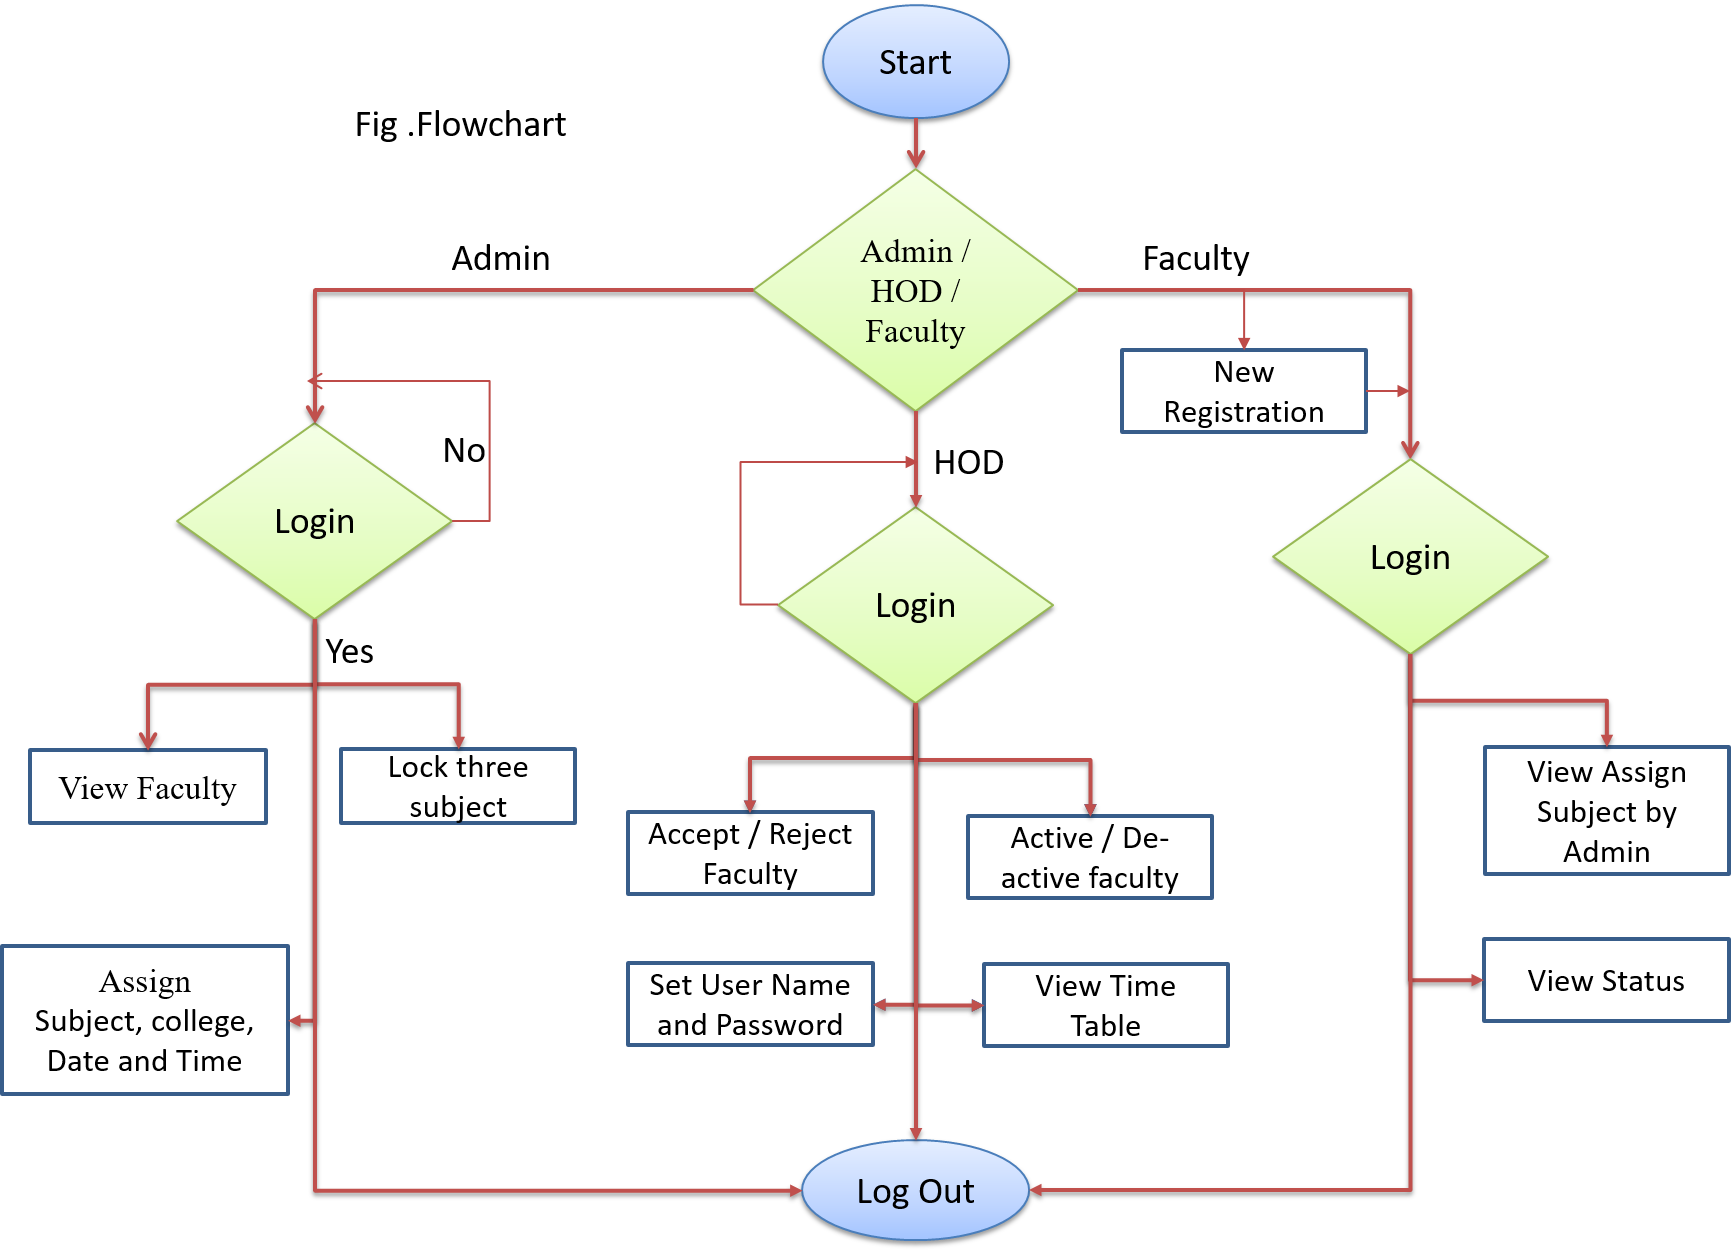 Start
Fig .Flowchart
Admin
Admin /
HOD /
Faculty
Faculty
New
Registration
No
HOD
Login
Login
Login
Yes
View Faculty
Lock three
subject
Accept / Reject
Faculty
Active / De-
active faculty
View Assign
Subject by
Admin
Assign
Subject, college,
Date and Time
Set User Name
and Password
View Time
Table
View Status
Log Out